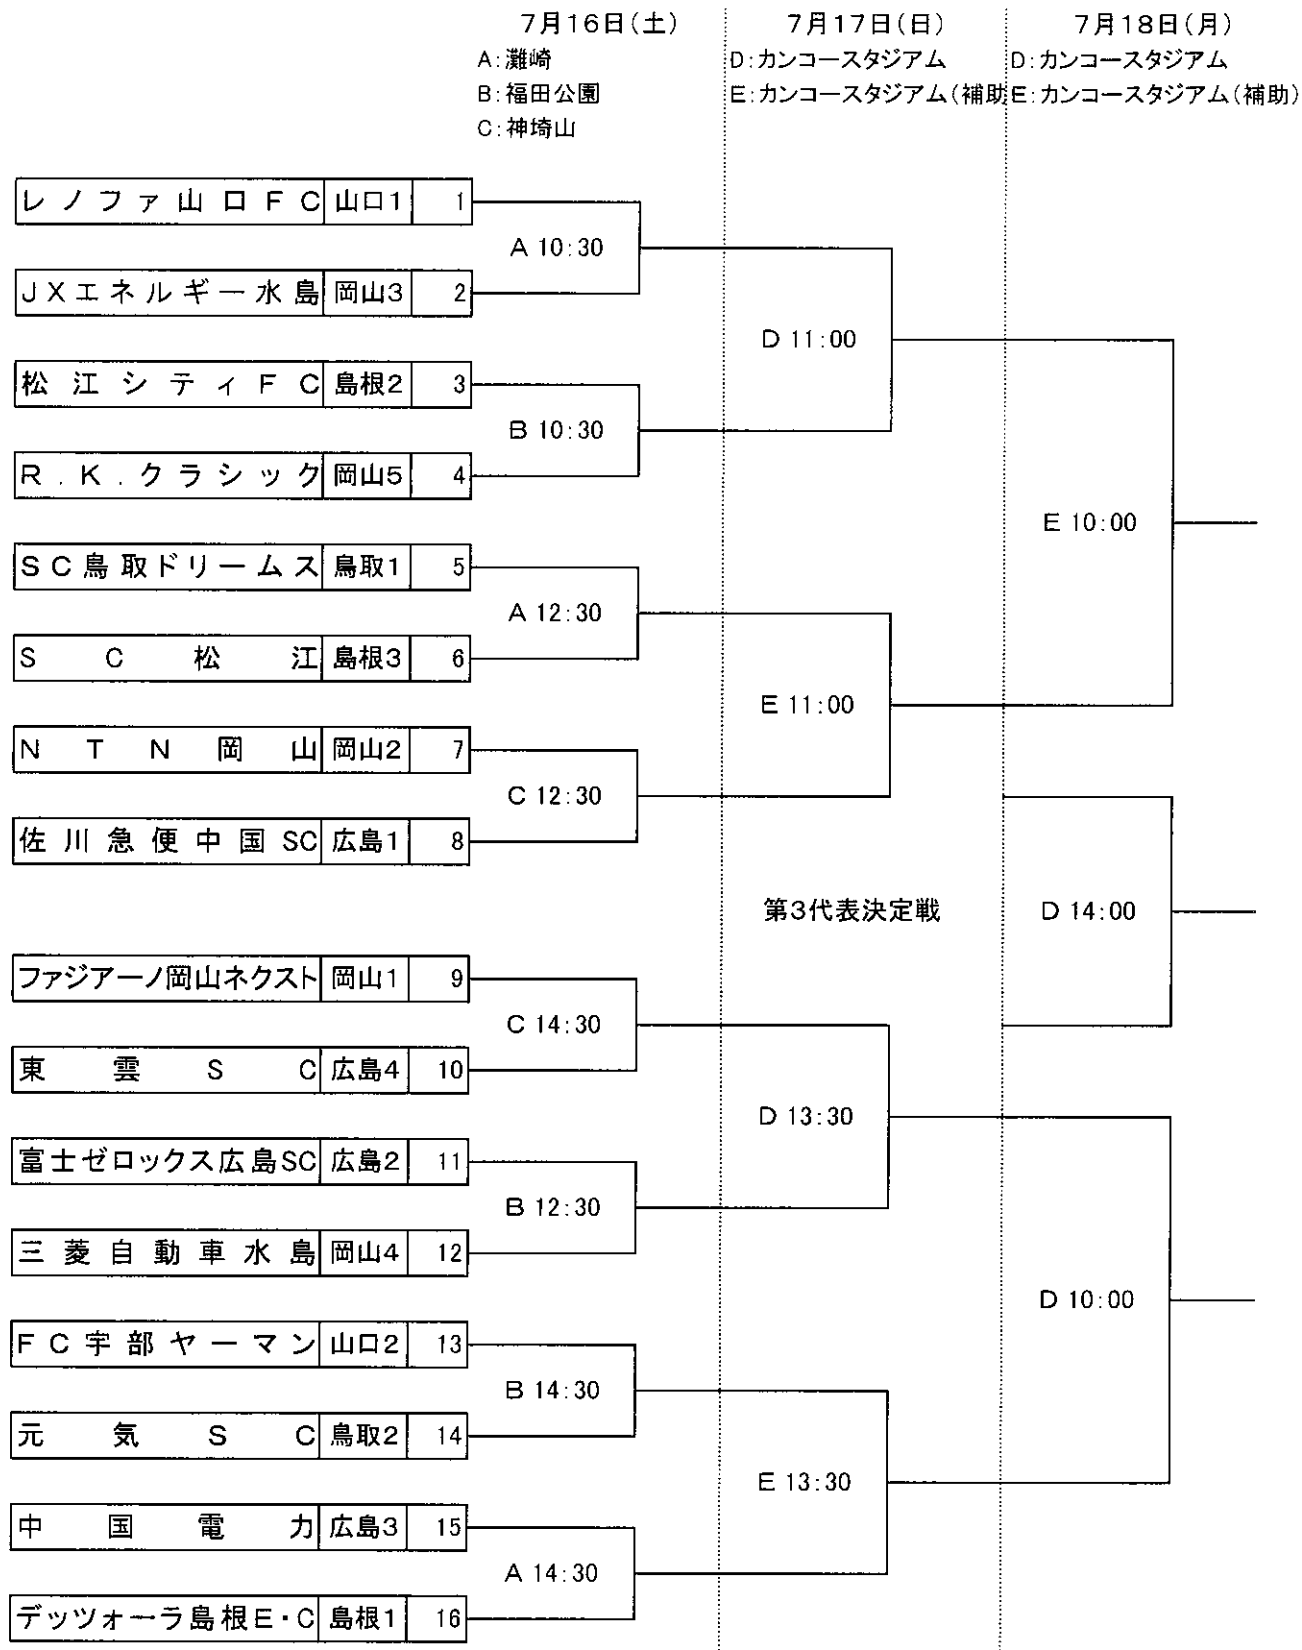 7月16日(土) 7月17日(日) 7月18日(月)
A:灘崎 D:カンコースタジアム D:カンコースタジアム
B:福田公園 E:カンコースタジアム(補助 E:カンコースタジアム(補助)
C:神埼山
レノファ山口FC 山口1 1
A 10:30
JXエネルギー水島 岡山3 2
D 11:00
松江シティFC 島根2 3
B 10:30
R.K.クラシック 岡山5 4
E 10:00
SC鳥取ドリームス 鳥取1 5
A 12:30
SC松江 島根3 6
E 11:00
NTN岡山 岡山2 7
C 12:30
佐川急便中国SC 広島1 8
第3代表決定戦 D 14:00
ファジアーノ岡山ネクスト 岡山1 9
C 14:30
東雲SC 広島4 10
D 13:30
富士ゼロックス広島SC 広島2 11
B 12:30
三菱自動車水島 岡山4 12
D 10:00
FC宇部ヤーマン 山口2 13
B 14:30
元気SC 鳥取2 14
E 13:30
中国電力 広島3 15
A 14:30
デッツォーラ島根E・C 島根1 16